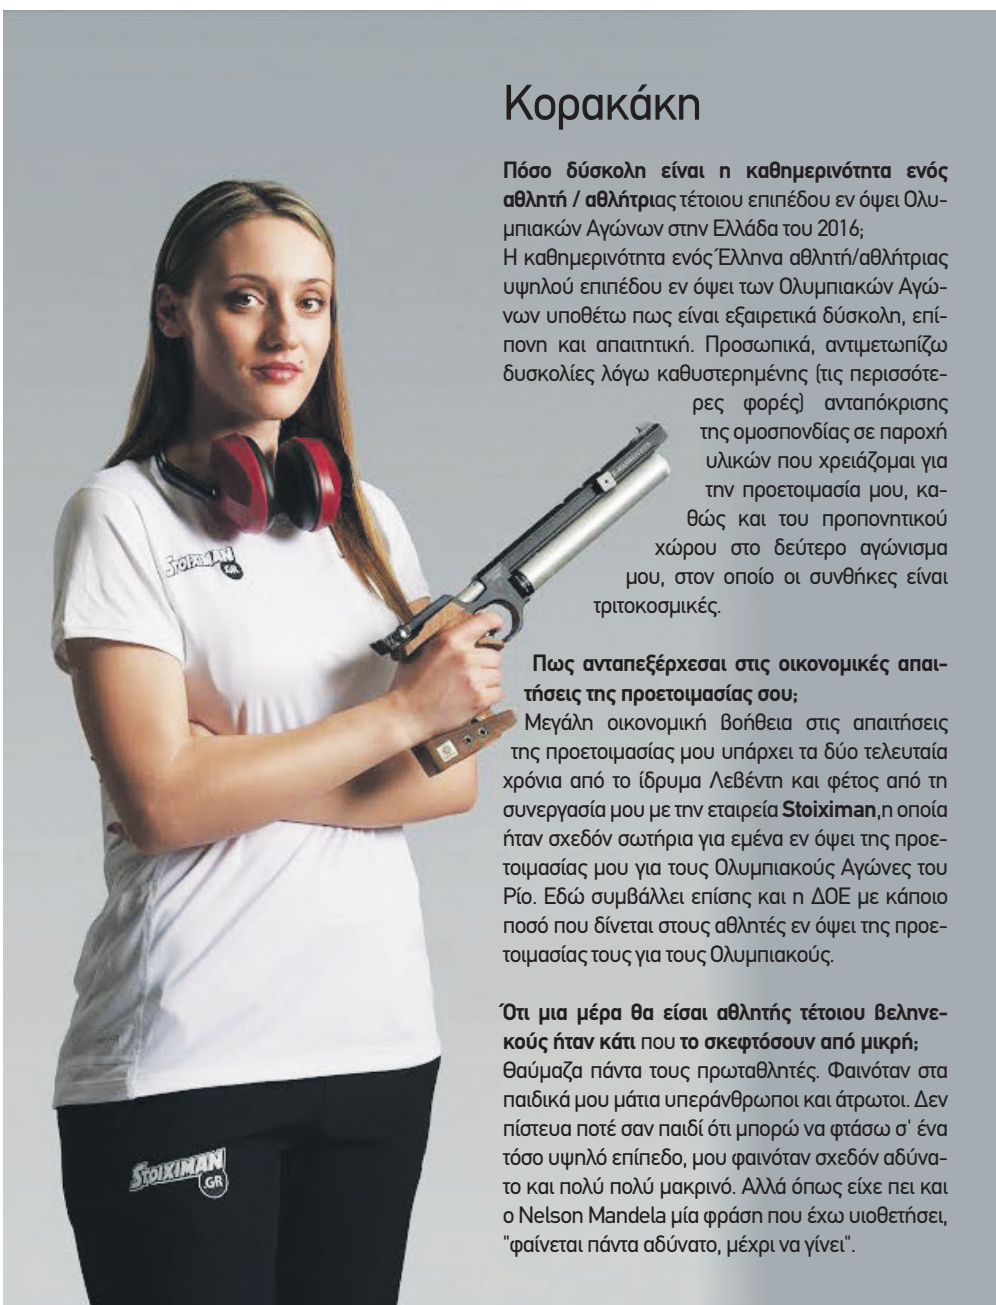 Κορακάκη
Πόσο δύσκολη είναι η καθημερινότητα ενός
αθλητή / αθλήτριας τέτοιου επιπέδου εν όψει Ολυ-
μπιακών Αγώνων στην Ελλάδα του 2016;
Η καθημερινότητα ενός Έλληνα αθλητή/αθλήτριας
υψηλού επιπέδου εν όψει των Ολυμπιακών Αγώ-
νων υποθέτω πως είναι εξαιρετικά δύσκολη, επί-
πονη και απαιτητική. Προσωπικά, αντιμετωπίζω
δυσκολίες λόγω καθυστερημένης (τις περισσότε-
ρες φορές) ανταπόκρισης
της ομοσπονδίας σε παροχή
υλικών που χρειάζομαι για
την προετοιμασία μου, κα-
θώς και του προπονητικού
χώρου στο δεύτερο αγώνισμα
μου, στον οποίο οι συνθήκες είναι
τριτοκοσμικές.
Πως ανταπεξέρχεσαι στις οικονομικές απαι-
τήσεις της προετοιμασίας σου;
Μεγάλη οικονομική βοήθεια στις απαιτήσεις
της προετοιμασίας μου υπάρχει τα δύο τελευταία
χρόνια από το ίδρυμα Λεβέντη και φέτος από τη
συνεργασία μου με την εταιρεία Stoiximan,η οποία
ήταν σχεδόν σωτήρια για εμένα εν όψει της προε-
τοιμασίας μου για τους Ολυμπιακούς Αγώνες του
Ρίο. Εδώ συμβάλλει επίσης και η ΔΟΕ με κάποιο
ποσό που δίνεται στους αθλητές εν όψει της προε-
τοιμασίας τους για τους Ολυμπιακούς.
Ότι μια μέρα θα είσαι αθλητής τέτοιου βεληνε-
κούς ήταν κάτι που το σκεφτόσουν από μικρή;
Θαύμαζα πάντα τους πρωταθλητές. Φαινόταν στα
παιδικά μου μάτια υπεράνθρωποι και άτρωτοι. Δεν
πίστευα ποτέ σαν παιδί ότι μπορώ να φτάσω σ' ένα
τόσο υψηλό επίπεδο, μου φαινόταν σχεδόν αδύνα-
το και πολύ πολύ μακρινό. Αλλά όπως είχε πει και
ο Nelson Mandela μία φράση που έχω υιοθετήσει,
"φαίνεται πάντα αδύνατο, μέχρι να γίνει".
STOIXIMAN
.GR
STOIXIMAN
.GR